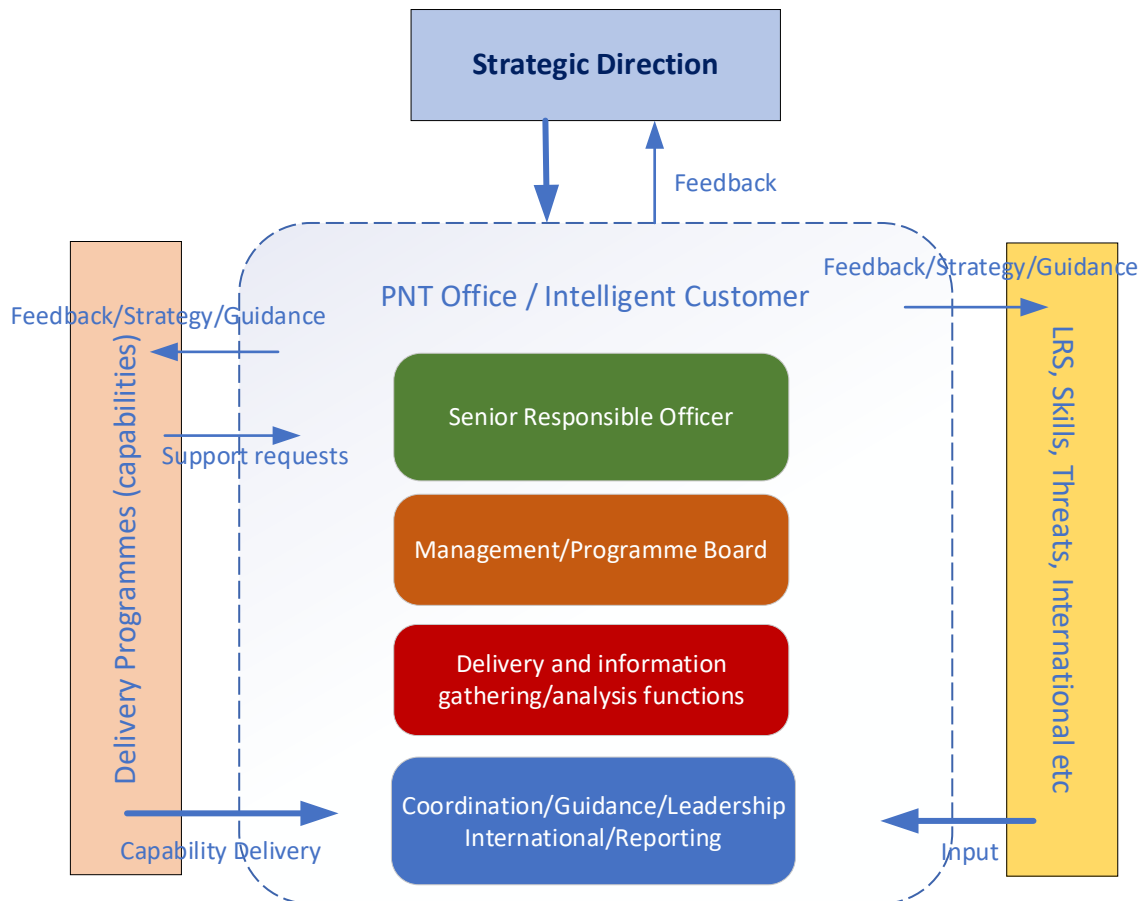 Strategic Direction
Feedback
Feedback/Strategy/Guidance
PNT Office / Intelligent Customer
Feedback/Strategy/Guidance
Delivery Programmes (capabilities)
Support requests
Senior Responsible Officer
Management/Programme Board
Delivery and information
gathering/analysis functions
Coordination/Guidance/Leadership
International/Reporting
LRS, Skills, Threats, International etc
Capability Delivery
Input